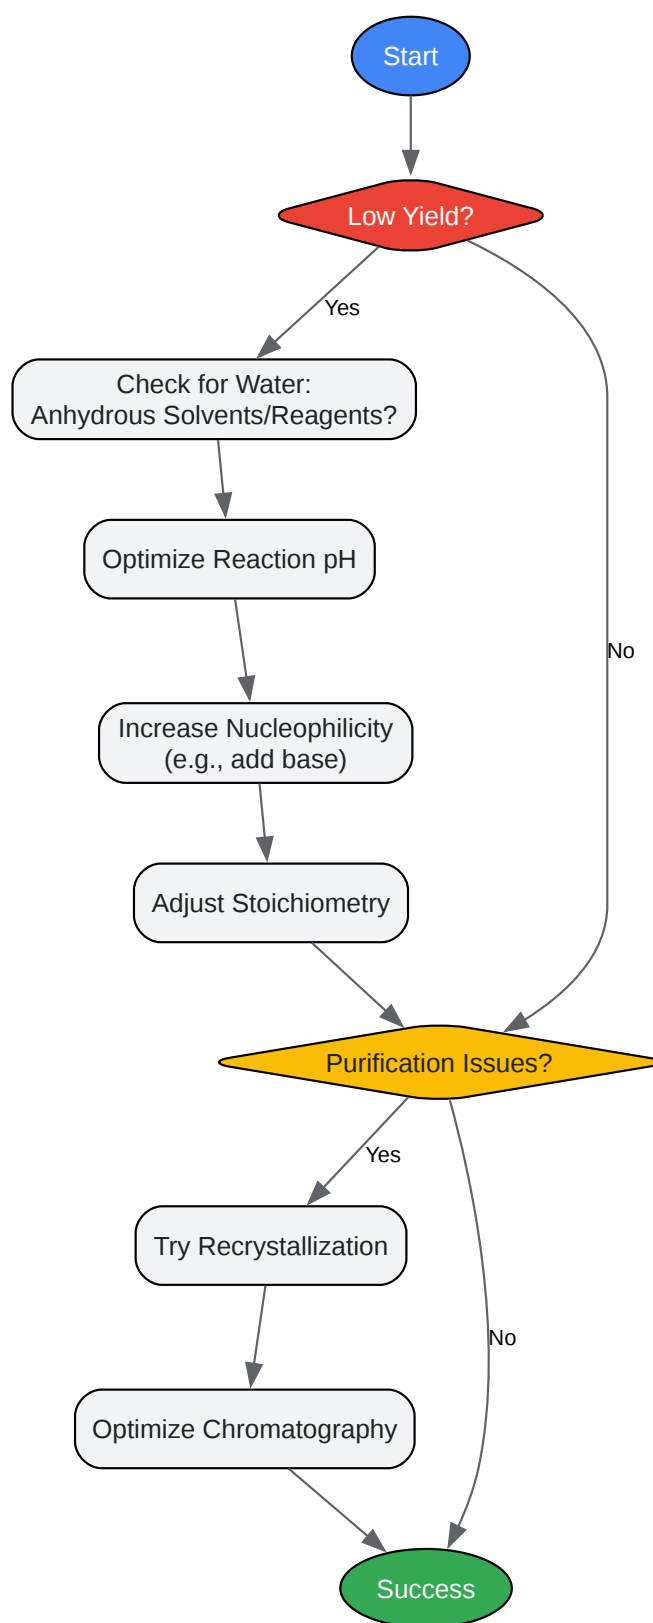 Start
Low Yield?
Yes
Check for Water:
Anhydrous Solvents/Reagents?
Optimize Reaction pH
No
Increase Nucleophilicity
(e.g., add base)
Adjust Stoichiometry
Purification Issues?
Yes
Try Recrystallization
No
Optimize Chromatography
Success